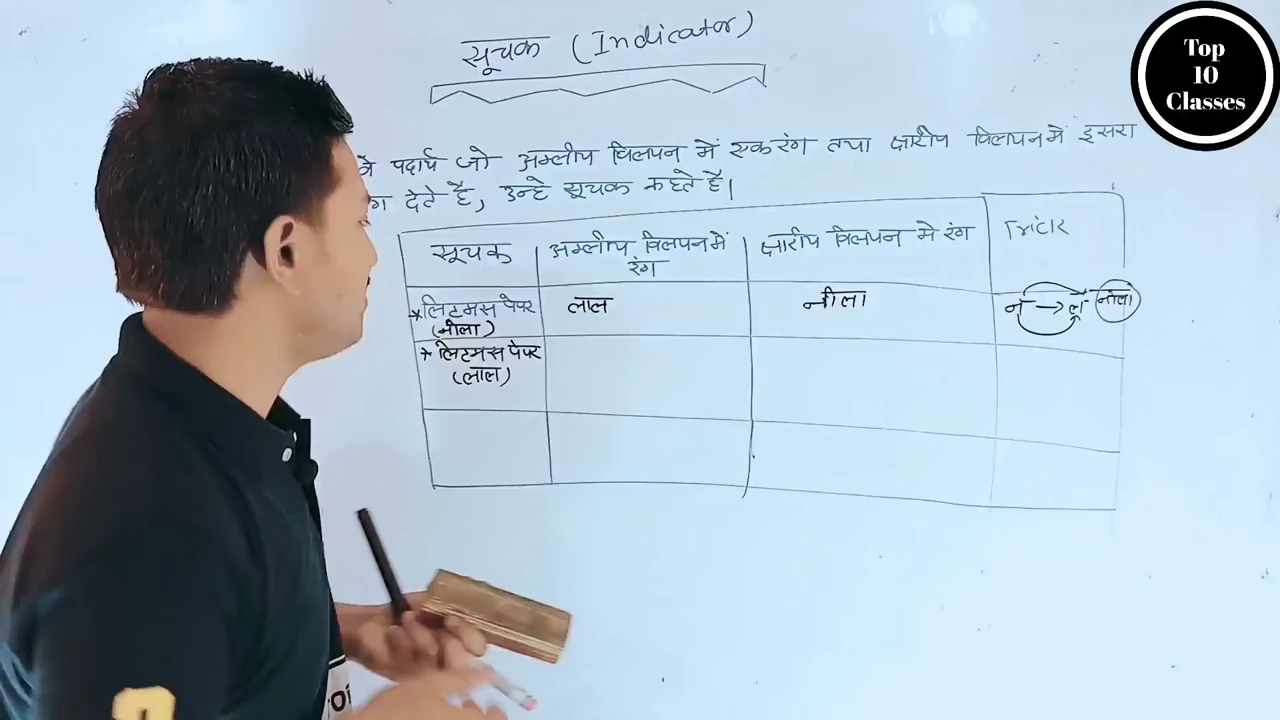 Top
10
Classes
सूचक (Indicator)
वे पदार्थ जो अम्लीय विलयन में एक रंग तथा क्षारीय विलयन मे दूसरा
ग देते है, उन्हे सूचक कहते है।
सूचक
अम्लीय विलयन में
रंग
क्षारीय विलयन मे रंग
* लिटमस पेपर
(नीला)
लाल
नीला
नीला
* लिटमस पेपर
(लाल)